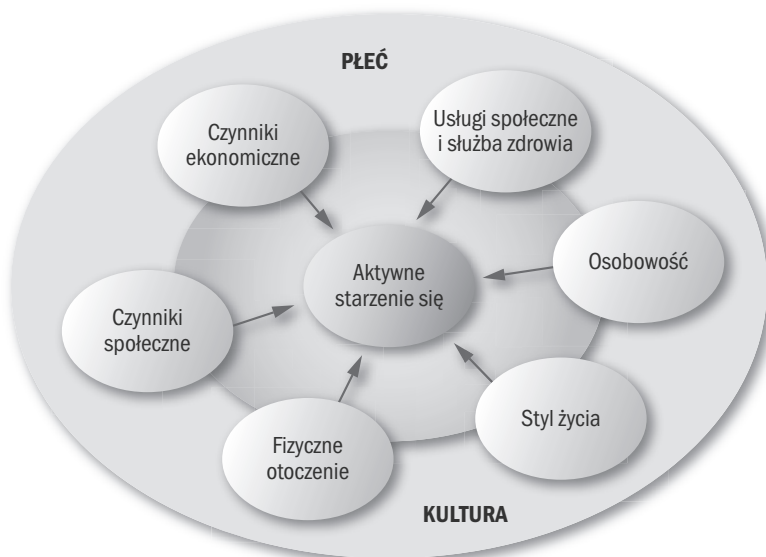 PŁEĆ
Czynniki
ekonomiczne
Usługi społeczne
i służba zdrowia
Osobowość
Aktywne
starzenie się
Czynniki
społeczne
Styl życia
Fizyczne
otoczenie
KULTURA